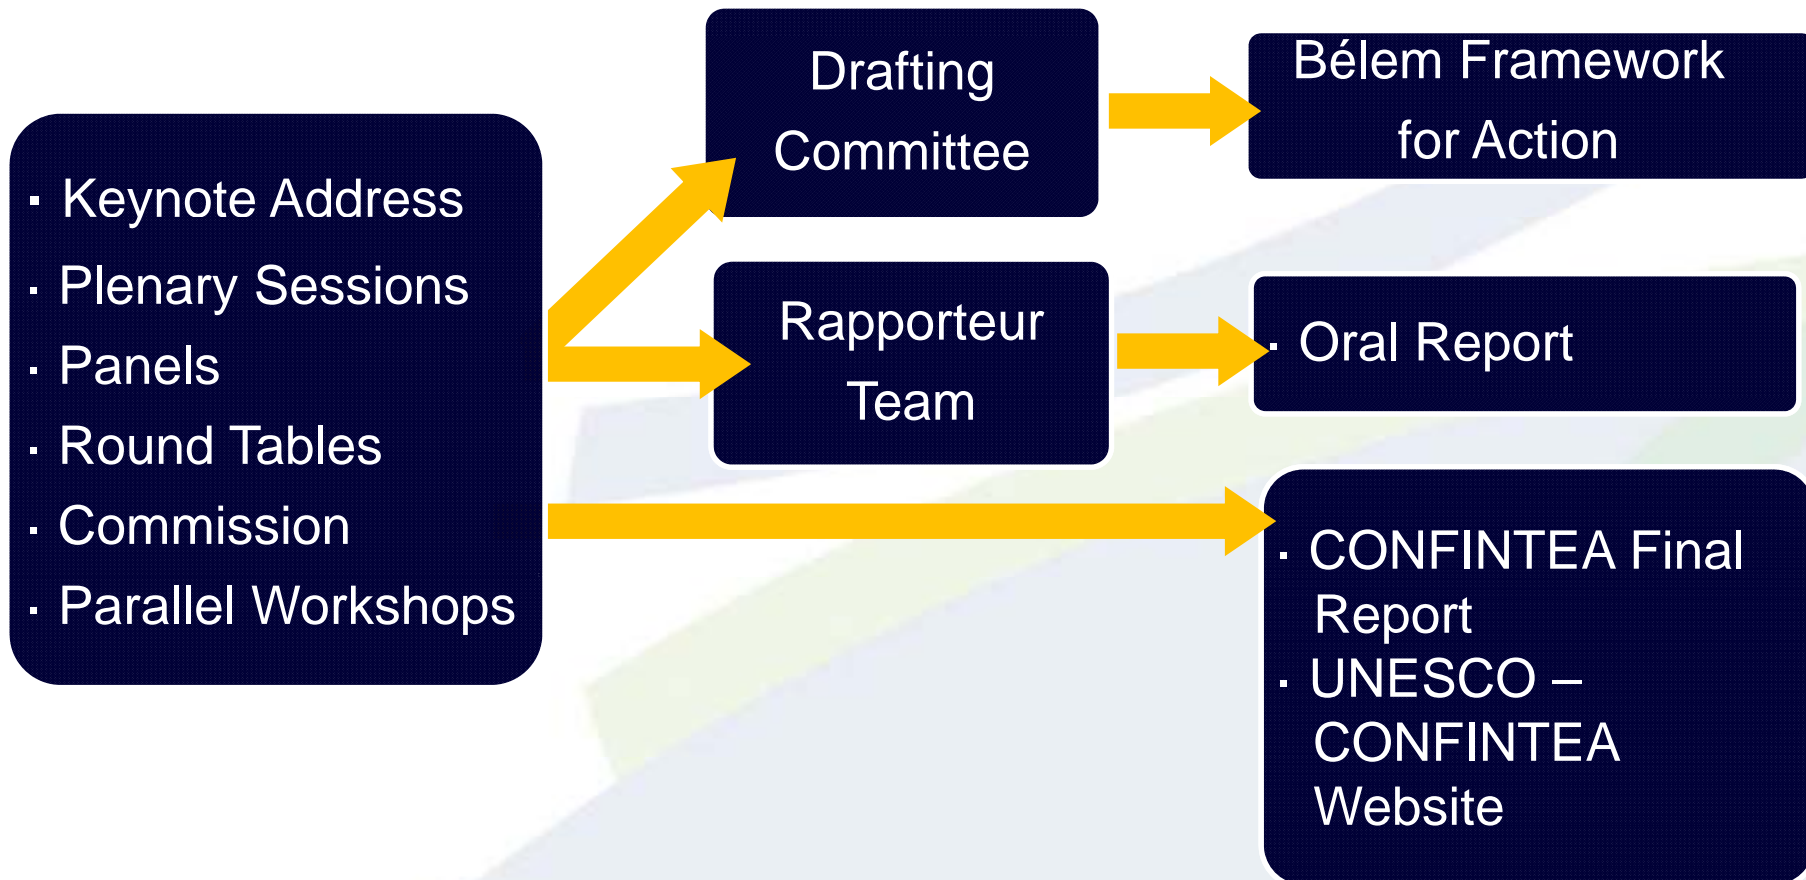 · Keynote Address
· Plenary Sessions
· Panels
· Round Tables
· Commission
· Parallel Workshops
Drafting
Committee
Bélem Framework
for Action
Rapporteur
Team
· Oral Report
· CONFINTEA Final
Report
· UNESCO –
CONFINTEA
Website